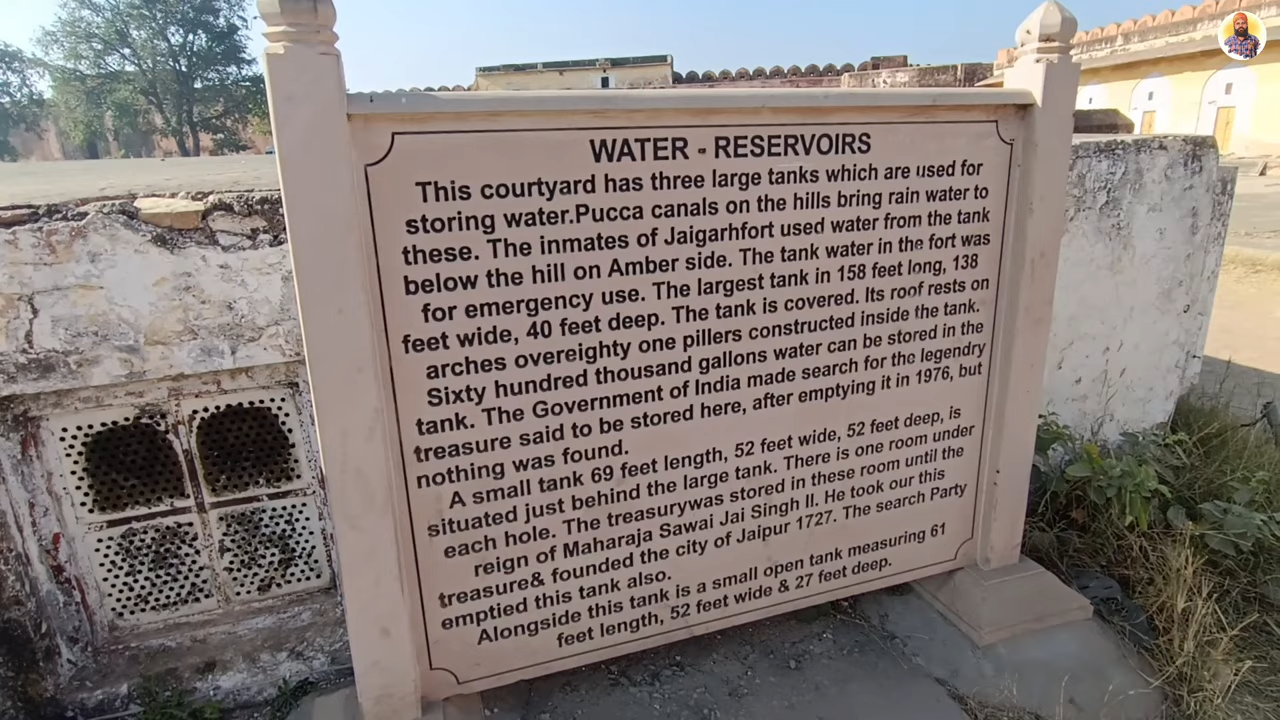 WATER - RESERVOIRS
This courtyard has three large tanks which are used for
storing water.Pucca canals on the hills bring rain water to
these. The inmates of Jaigarhfort used water from the tank
below the hill on Amber side. The tank water in the fort was
for emergency use. The largest tank in 158 feet long, 138
feet wide, 40 feet deep. The tank is covered. Its roof rests on
arches overeighty one pillers constructed inside the tank.
Sixty hundred thousand gallons water can be stored in the
tank. The Government of India made search for the legendry
treasure said to be stored here, after emptying it in 1976, but
nothing was found.
A small tank 69 feet length, 52 feet wide, 52 feet deep, is
situated just behind the large tank. There is one room under
each hole. The treasurywas stored in these room until the
reign of Maharaja Sawai Jai Singh II. He took our this
treasure& founded the city of Jaipur 1727. The search Party
emptied this tank also.
Alongside this tank is a small open tank measuring 61
feet length, 52 feet wide & 27 feet deep.